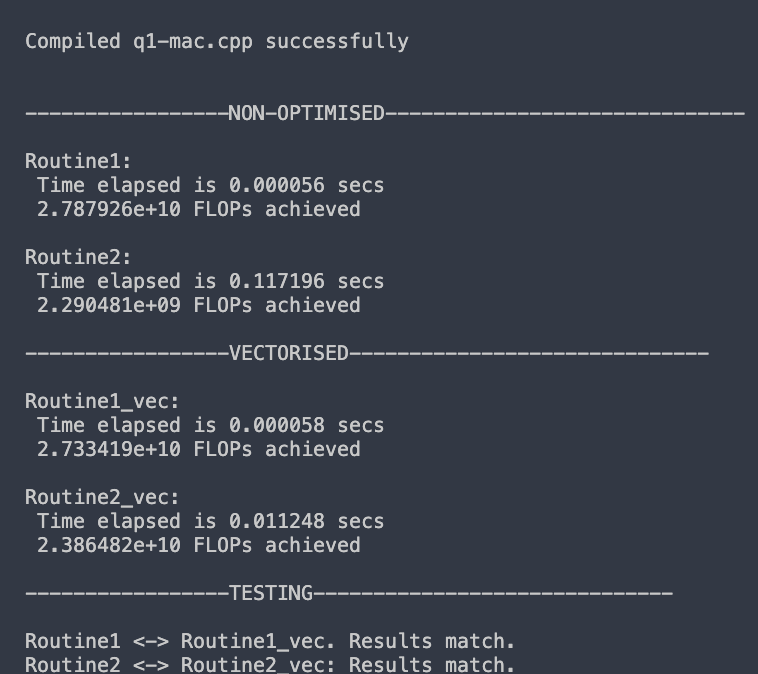 Compiled q1-mac.cpp successfully
-----------------NON-OPTIMISED------------------------------
Routine1:
Time elapsed is 0.000056 secs
2.787926e+10 FLOPs achieved
Routine2:
Time elapsed is 0.117196 secs
2.290481e+09 FLOPs achieved
-----------------VECTORISED------------------------------
Routine1_vec:
Time elapsed is 0.000058 secs
2.733419e+10 FLOPs achieved
Routine2_vec:
Time elapsed is 0.011248 secs
2.386482e+10 FLOPs achieved
-----------------TESTING------------------------------
Routine1 <-> Routine1_vec. Results match.
Routine2 <-> Routine2_vec: Results match.